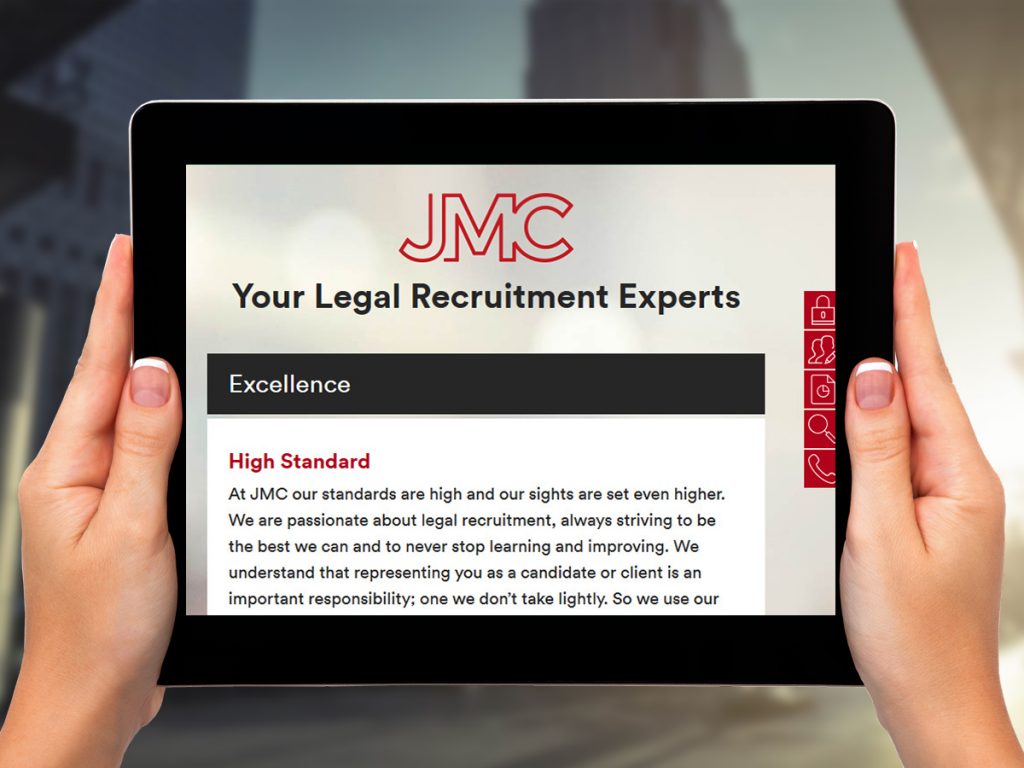 JMC
Your Legal Recruitment Experts
Excellence
High Standard
At JMC our standards are high and our sights are set even higher.
We are passionate about legal recruitment, always striving to be
the best we can and to never stop learning and improving. We
understand that representing you as a candidate or client is an
important responsibility; one we don’t take lightly. So we use our